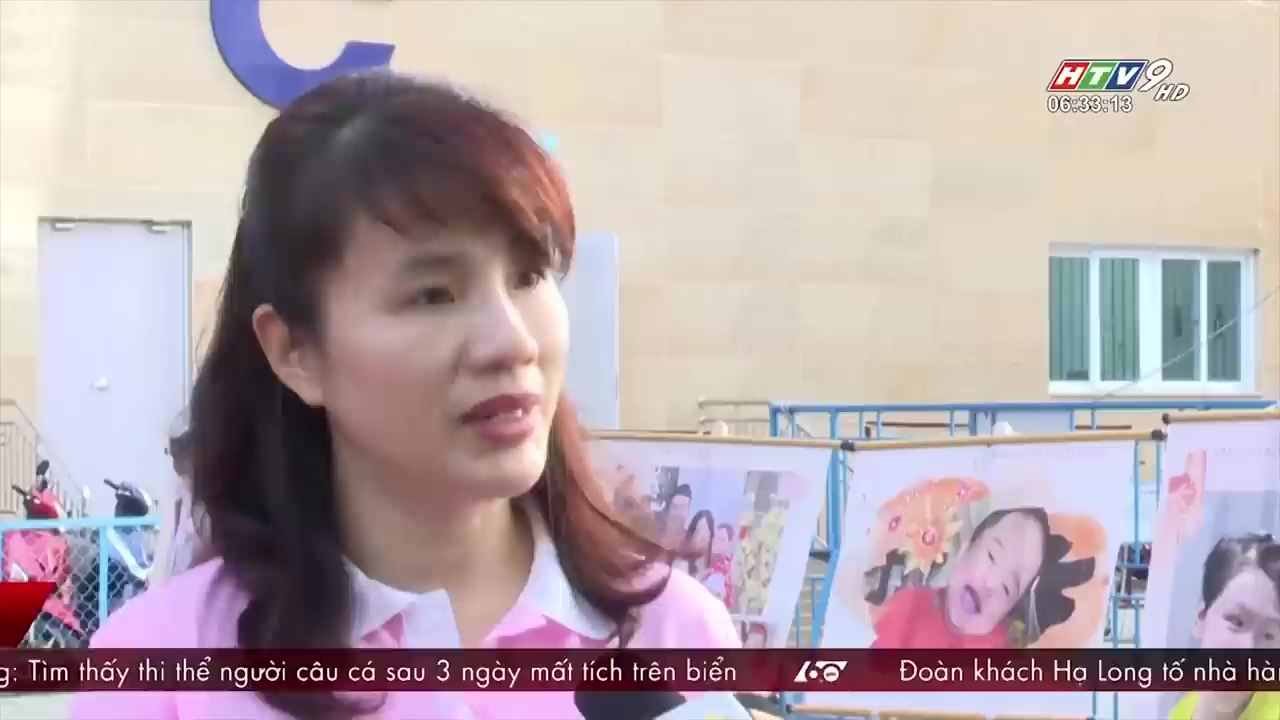 HTV9 HD
06:33:13
g: Tìm thấy thi thể người câu cá sau 3 ngày mất tích trên biển 60 Đoàn khách Hạ Long tố nhà hàn